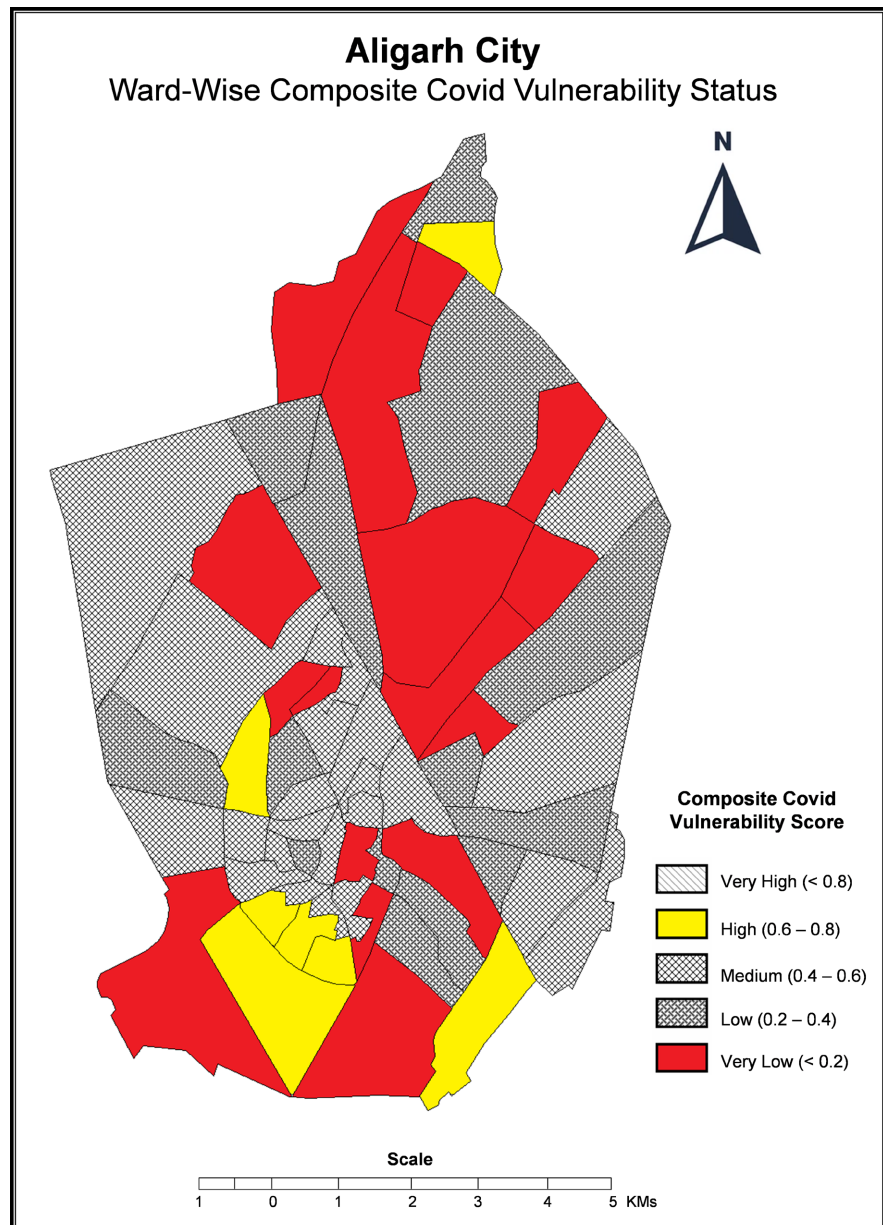 Aligarh City
Ward-Wise Composite Covid Vulnerability Status
N
Composite Covid
Vulnerability Score
Very High (< 0.8)
High (0.6 – 0.8)
Medium (0.4 – 0.6)
Low (0.2 – 0.4)
Very Low (< 0.2)
Scale
1 0 1 2 3 4 5 KMs